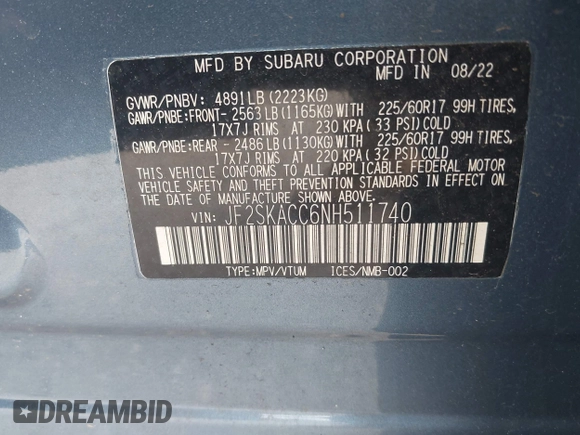 MFD BY SUBARU CORPORATION
MFD IN 08/22
GVWR/PNBV: 4891LB(2223KG)
GAWR/PNBE:FRONT- 2563LB(1165KG)WITH 225/60R17 99H TIRES,
17X7J RIMS AT 230 KPA(33 PSI)COLD
GAWR/PNBE:REAR - 2486LB(1130KG)WITH 225/60R17 99H TIRES,
17X7J RIMS AT 220 KPA(32 PSI)COLD
THIS VEHICLE CONFORMS TO ALL APPLICABLE FEDERAL MOTOR
VEHICLE SAFETY AND THEFT PREVENTION STANDARDS IN EFFECT ON
THE DATE OF MANUFACTURE SHOWN ABOVE.
VIN: JF2SKACC6NH511740
TYPE:MPV/VTUM ICES/NMB-002
DREAMBID